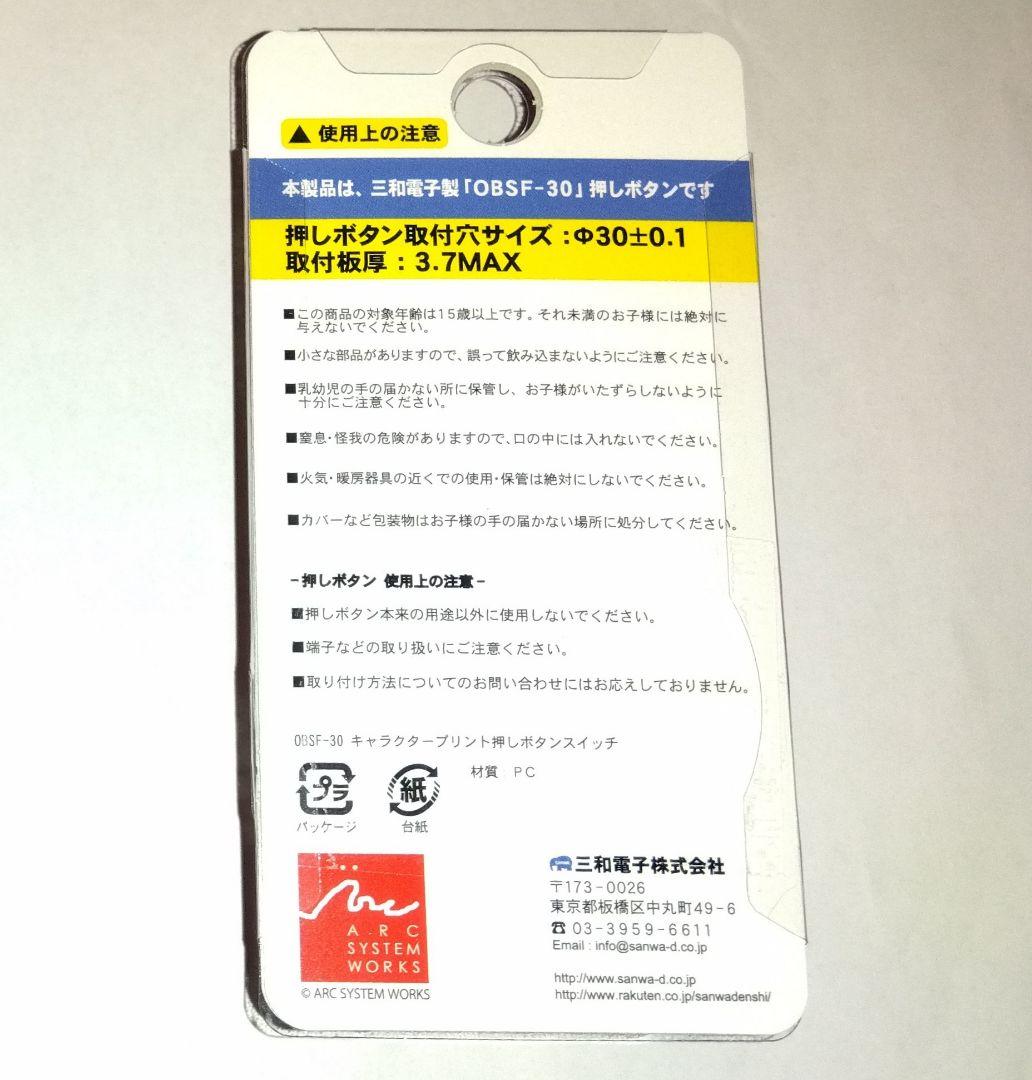 ▲ 使用上の注意
本製品は、三和電子製「OBSF-30」押しボタンです
押しボタン取付穴サイズ：Φ30±0.1
取付板厚：3.7MAX
■この商品の対象年齢は15歳以上です。それ未満のお子様には絶対に
与えないでください。
■小さな部品がありますので、誤って飲み込まないようにご注意ください。
■乳幼児の手の届かない所に保管し、お子様がいたずらしないように
十分にご注意ください。
■窒息・怪我の危険がありますので、口の中には入れないでください。
■火気・暖房器具の近くでの使用・保管は絶対にしないでください。
■カバーなど包装物はお子様の手の届かない場所に処分してください。
-押しボタン 使用上の注意-
■押しボタン本来の用途以外に使用しないでください。
■端子などの取り扱いにご注意ください。
■取り付け方法についてのお問い合わせにはお応えしておりません。
OBSF-30 キャラクタープリント押しボタンスイッチ
材質 PC
プラ
紙
パッケージ
台紙
Arc
A R C
SYSTEM
WORKS
© ARC SYSTEM WORKS
三和電子株式会社
〒173-0026
東京都板橋区中丸町49-6
☎ 03-3959-6611
Email : info@sanwa-d.co.jp
http://www.sanwa-d.co.jp
http://www.rakuten.co.jp/sanwadenshi/